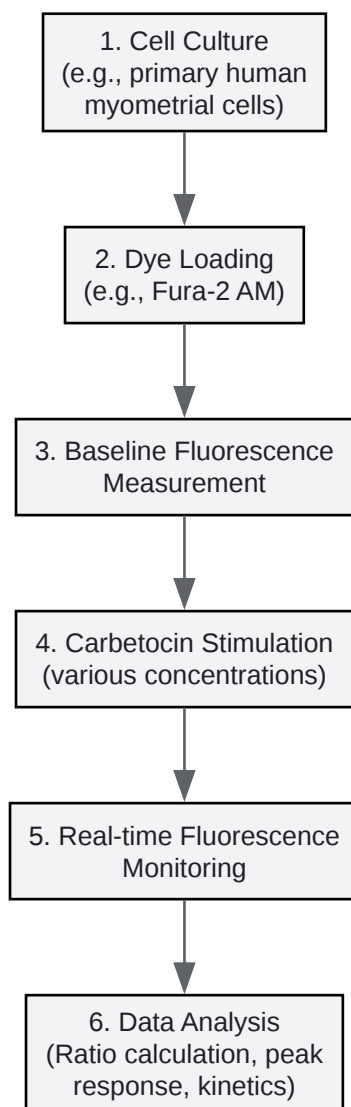 1. Cell Culture
(e.g., primary human
myometrial cells)
2. Dye Loading
(e.g., Fura-2 AM)
3. Baseline Fluorescence
Measurement
4. Carbetocin Stimulation
(various concentrations)
5. Real-time Fluorescence
Monitoring
6. Data Analysis
(Ratio calculation, peak
response, kinetics)